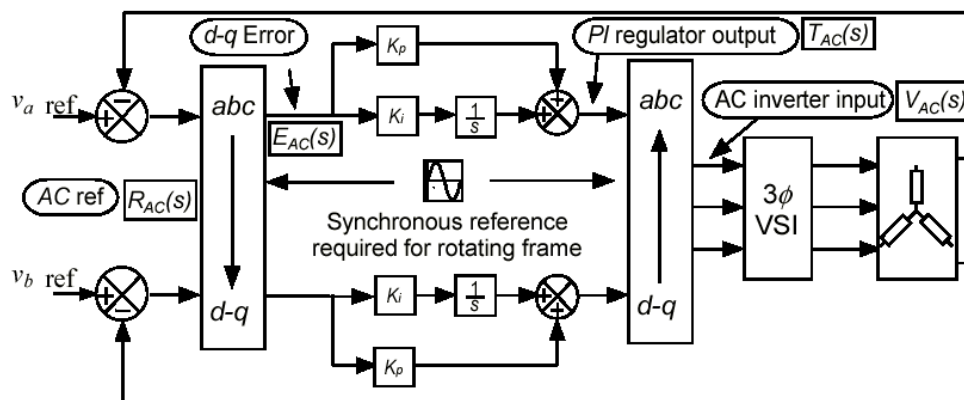 d-q Error
K_p
PI regulator output
T_AC(s)
v_a ref
−
+
abc
K_i
1/s
+
+
abc
AC inverter input
V_AC(s)
E_AC(s)
AC ref
R_AC(s)
Synchronous reference
required for rotating frame
3ϕ
VSI
v_b ref
+
−
d-q
K_i
1/s
+
+
d-q
K_p